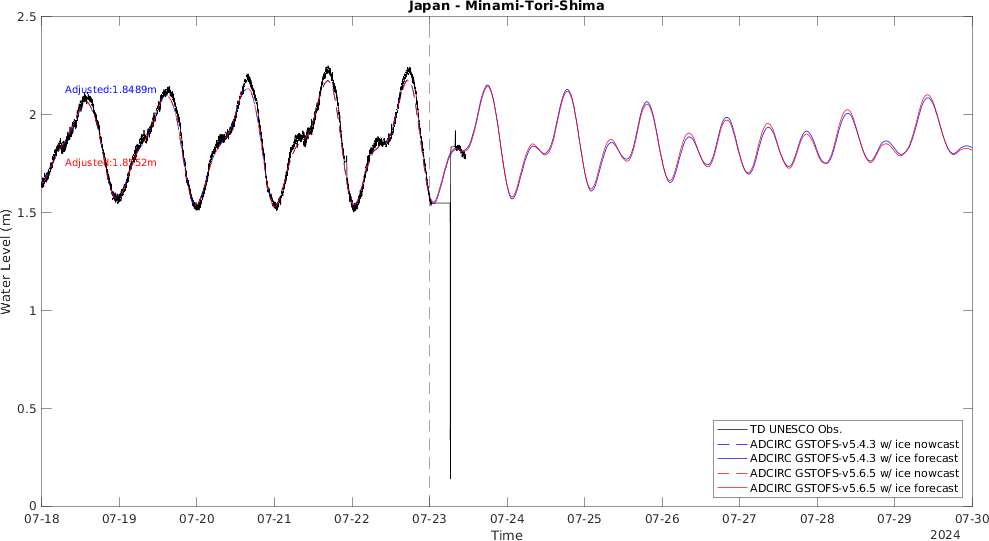 Japan - Minami-Tori-Shima
2.5
2
1.5
1
0.5
0
Water Level (m)
Adjusted:1.8489m
Adjusted:1.8552m
TD UNESCO Obs.
ADCIRC GSTOFS-v5.4.3 w/ ice nowcast
ADCIRC GSTOFS-v5.4.3 w/ ice forecast
ADCIRC GSTOFS-v5.6.5 w/ ice nowcast
ADCIRC GSTOFS-v5.6.5 w/ ice forecast
07-18 07-19 07-20 07-21 07-22 07-23 07-24 07-25 07-26 07-27 07-28 07-29 07-30
Time
2024